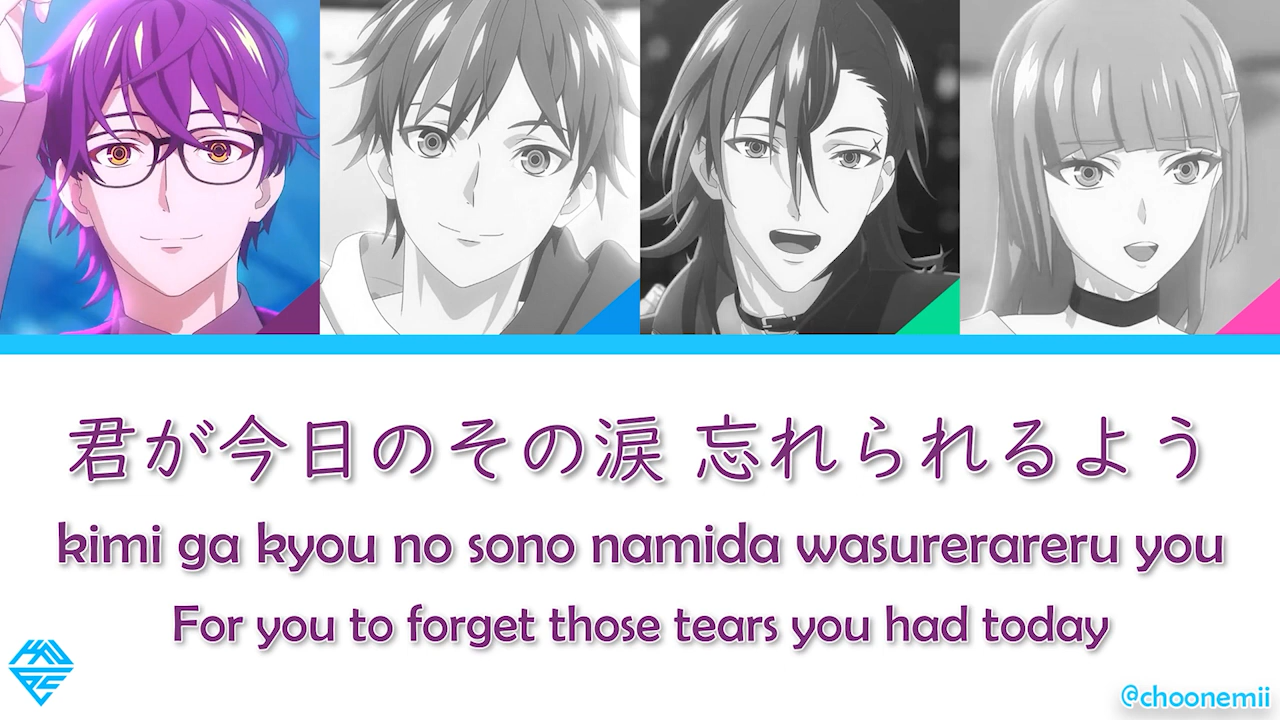 君が今日のその涙 忘れられるよう
kimi ga kyou no sono namida wasurerareru you
For you to forget those tears you had today
@choonemii